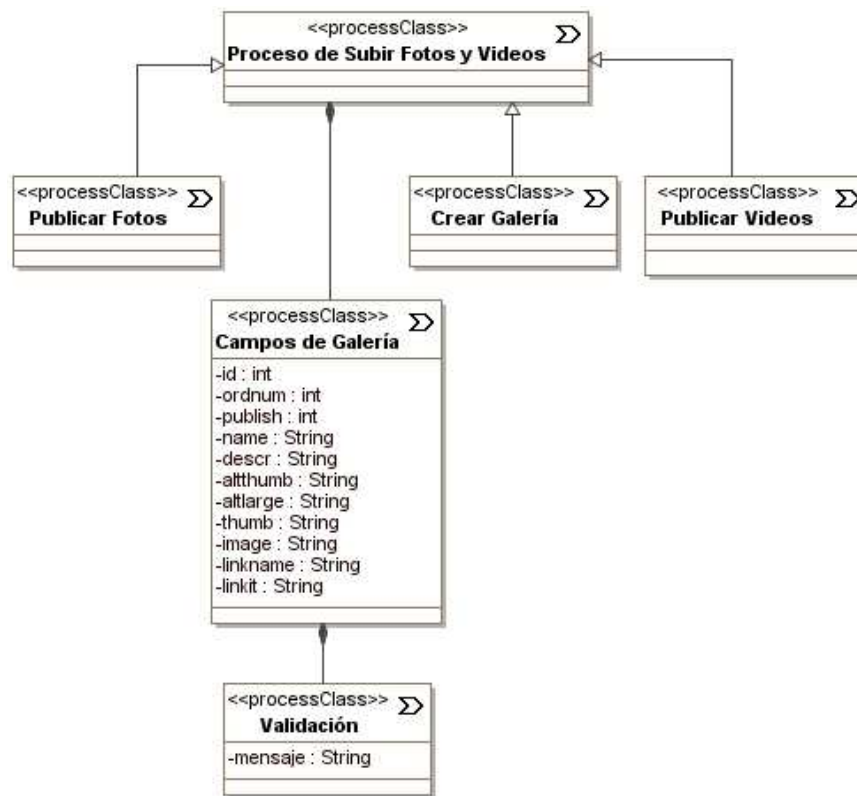 <<processClass>>
Proceso de Subir Fotos y Videos
<<processClass>>
Publicar Fotos
<<processClass>>
Crear Galería
<<processClass>>
Publicar Videos
<<processClass>>
Campos de Galería
-id : int
-ordnum : int
-publish : int
-name : String
-descr : String
-altthumb : String
-altlarge : String
-thumb : String
-image : String
-linkname : String
-linkit : String
<<processClass>>
Validación
-mensaje : String